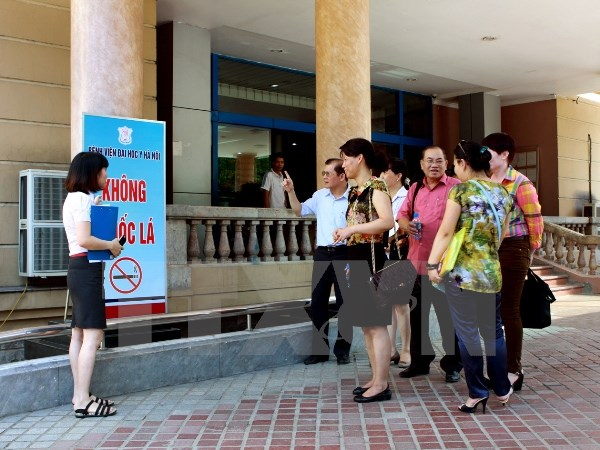 BỆNH VIỆN ĐẠI HỌC Y HÀ NỘI
KHÔNG
ỐC LÁ